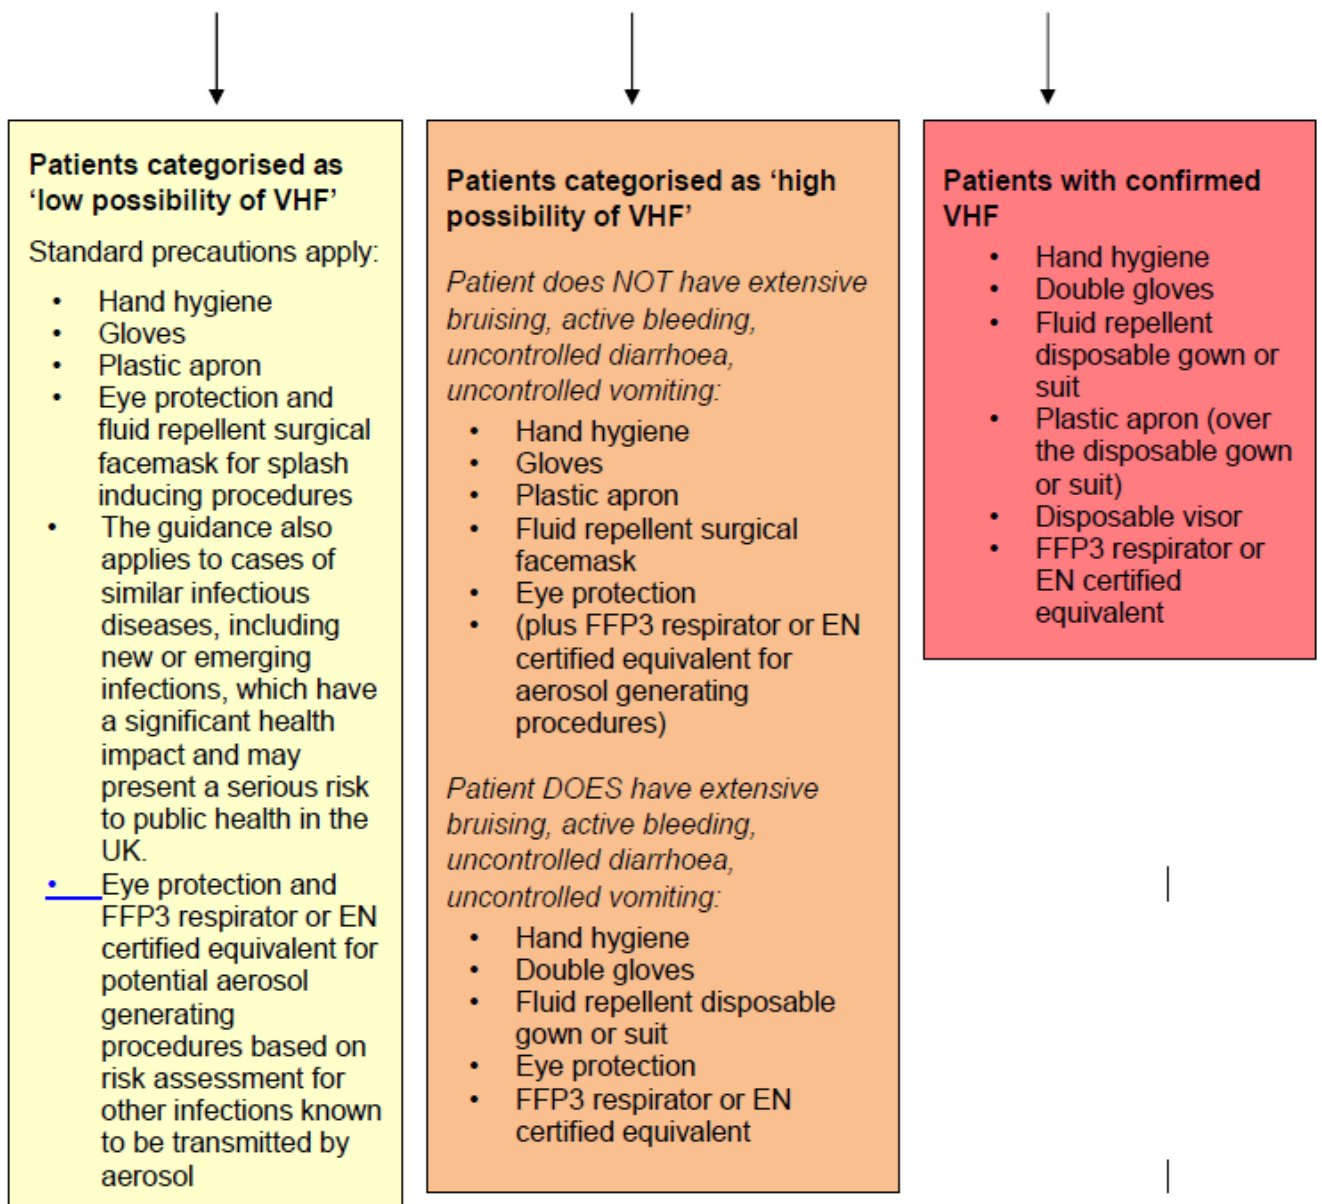 Patients categorised as
‘low possibility of VHF’
Standard precautions apply:
• Hand hygiene
• Gloves
• Plastic apron
• Eye protection and
fluid repellent surgical
facemask for splash
inducing procedures
• The guidance also
applies to cases of
similar infectious
diseases, including
new or emerging
infections, which have
a significant health
impact and may
present a serious risk
to public health in the
UK.
• Eye protection and
FFP3 respirator or EN
certified equivalent for
potential aerosol
generating
procedures based on
risk assessment for
other infections known
to be transmitted by
aerosol
Patients categorised as ‘high
possibility of VHF’
Patient does NOT have extensive
bruising, active bleeding,
uncontrolled diarrhoea,
uncontrolled vomiting:
• Hand hygiene
• Gloves
• Plastic apron
• Fluid repellent surgical
facemask
• Eye protection
• (plus FFP3 respirator or EN
certified equivalent for
aerosol generating
procedures)
Patient DOES have extensive
bruising, active bleeding,
uncontrolled diarrhoea,
uncontrolled vomiting:
• Hand hygiene
• Double gloves
• Fluid repellent disposable
gown or suit
• Eye protection
• FFP3 respirator or EN
certified equivalent
Patients with confirmed
VHF
• Hand hygiene
• Double gloves
• Fluid repellent
disposable gown or
suit
• Plastic apron (over
the disposable gown
or suit)
• Disposable visor
• FFP3 respirator or
EN certified
equivalent